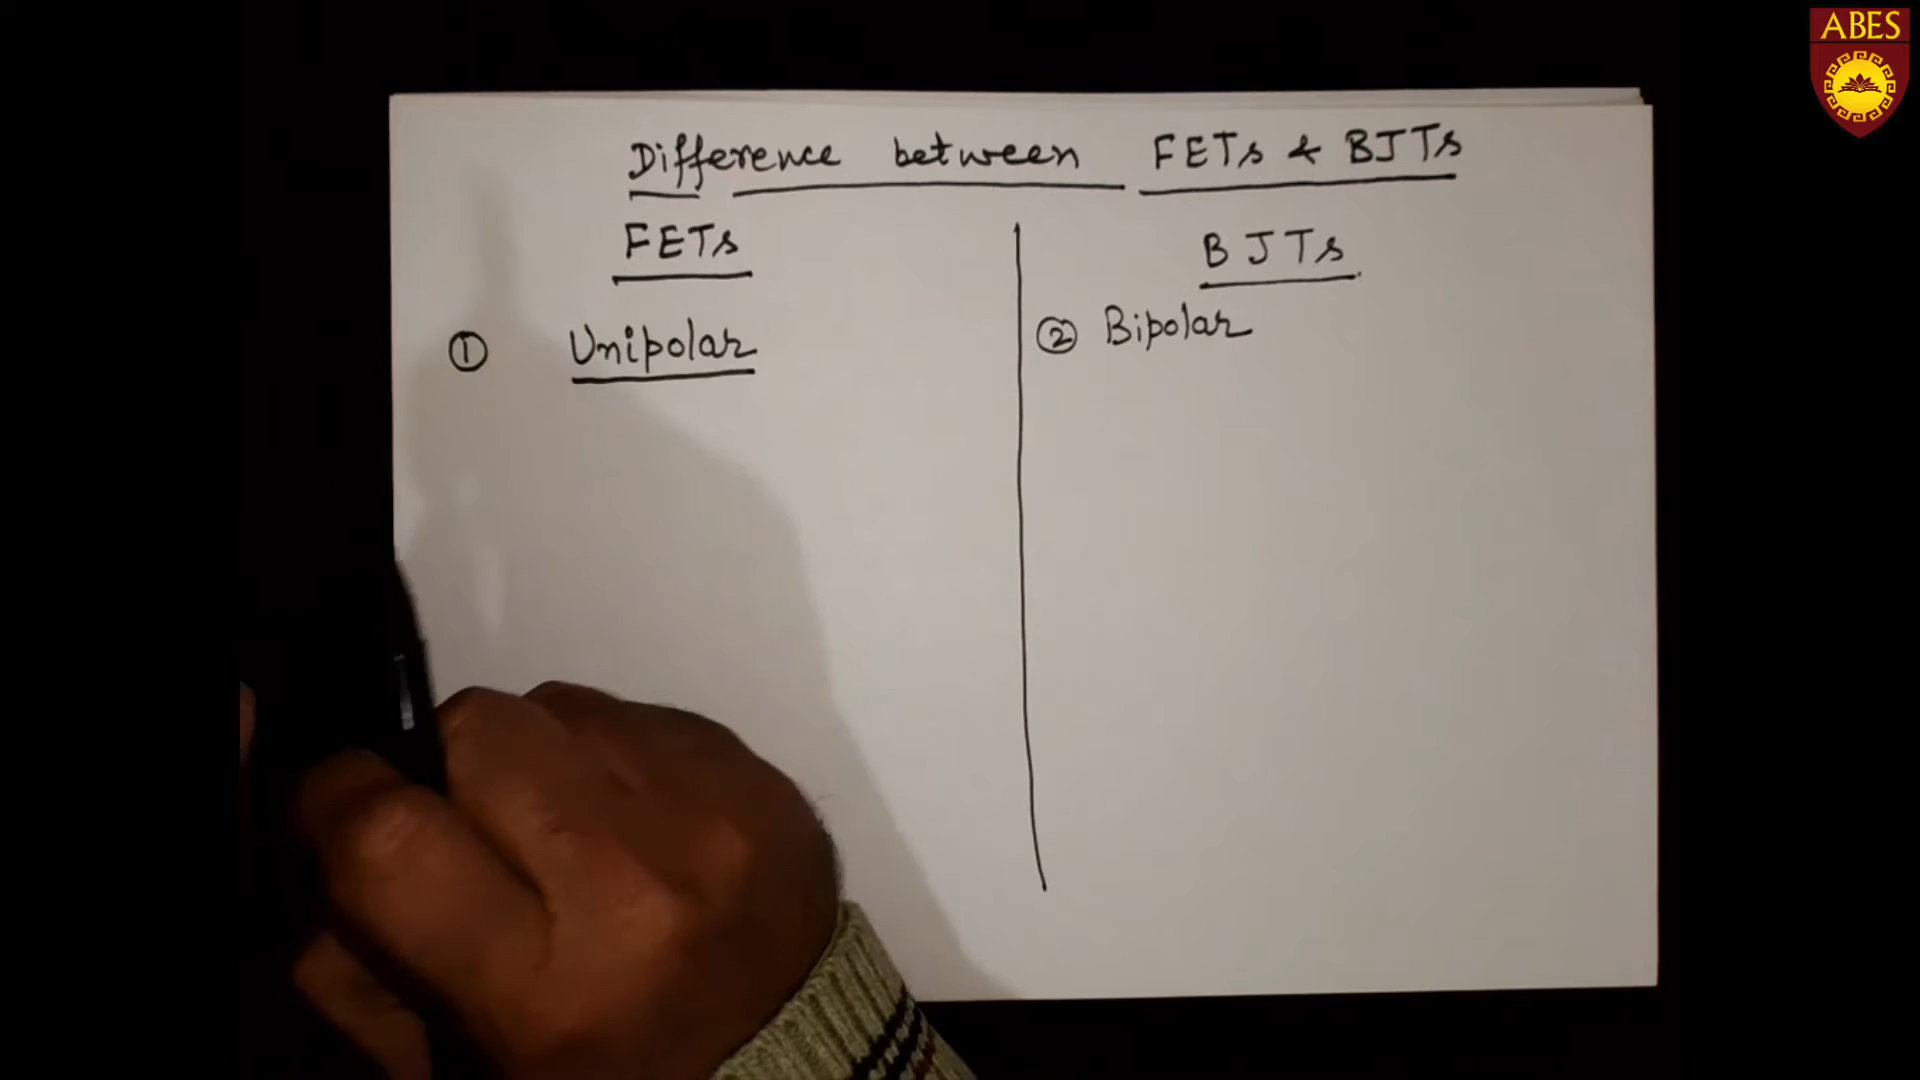 ABES
Difference between FETs & BJTs
FETs
BJTs
① Unipolar
② Bipolar